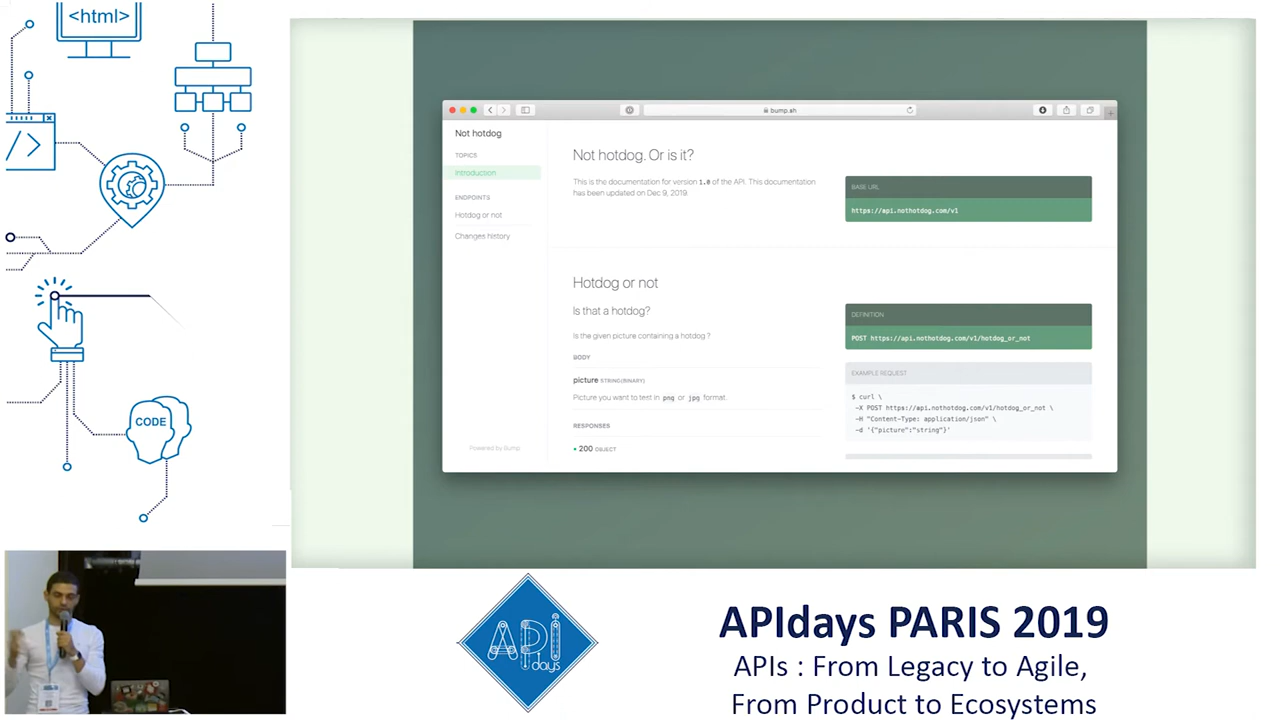 <html>
</>
CODE
bump.sh
Not hotdog
TOPICS
Introduction
ENDPOINTS
Hotdog or not
Changes history
Powered by Bump
Not hotdog. Or is it?
This is the documentation for version 1.0 of the API. This documentation
has been updated on Dec 9, 2019.
BASE URL
https://api.nothotdog.com/v1
Hotdog or not
Is that a hotdog?
Is the given picture containing a hotdog ?
BODY
picture STRING(BINARY)
Picture you want to test in png or jpg format.
RESPONSES
200 OBJECT
DEFINITION
POST https://api.nothotdog.com/v1/hotdog_or_not
EXAMPLE REQUEST
$ curl \
-X POST https://api.nothotdog.com/v1/hotdog_or_not \
-H "Content-Type: application/json" \
-d '{"picture":"string"}'
APi
days
APIdays PARIS 2019
APIs : From Legacy to Agile,
From Product to Ecosystems